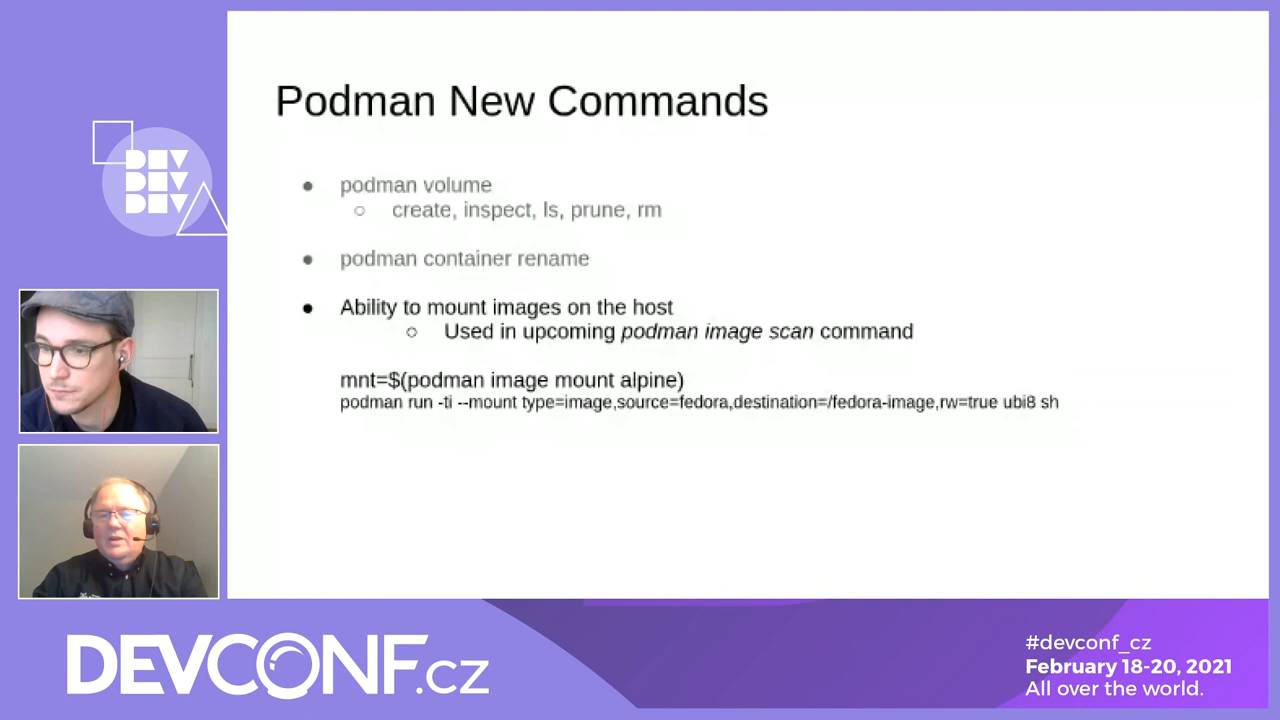 Podman New Commands
● podman volume
○ create, inspect, ls, prune, rm
● podman container rename
● Ability to mount images on the host
○ Used in upcoming podman image scan command
mnt=$(podman image mount alpine)
podman run -ti --mount type=image,source=fedora,destination=/fedora-image,rw=true ubi8 sh
DEV
DEV
DEV
DEVCONF.cz
#devconf_cz
February 18-20, 2021
All over the world.